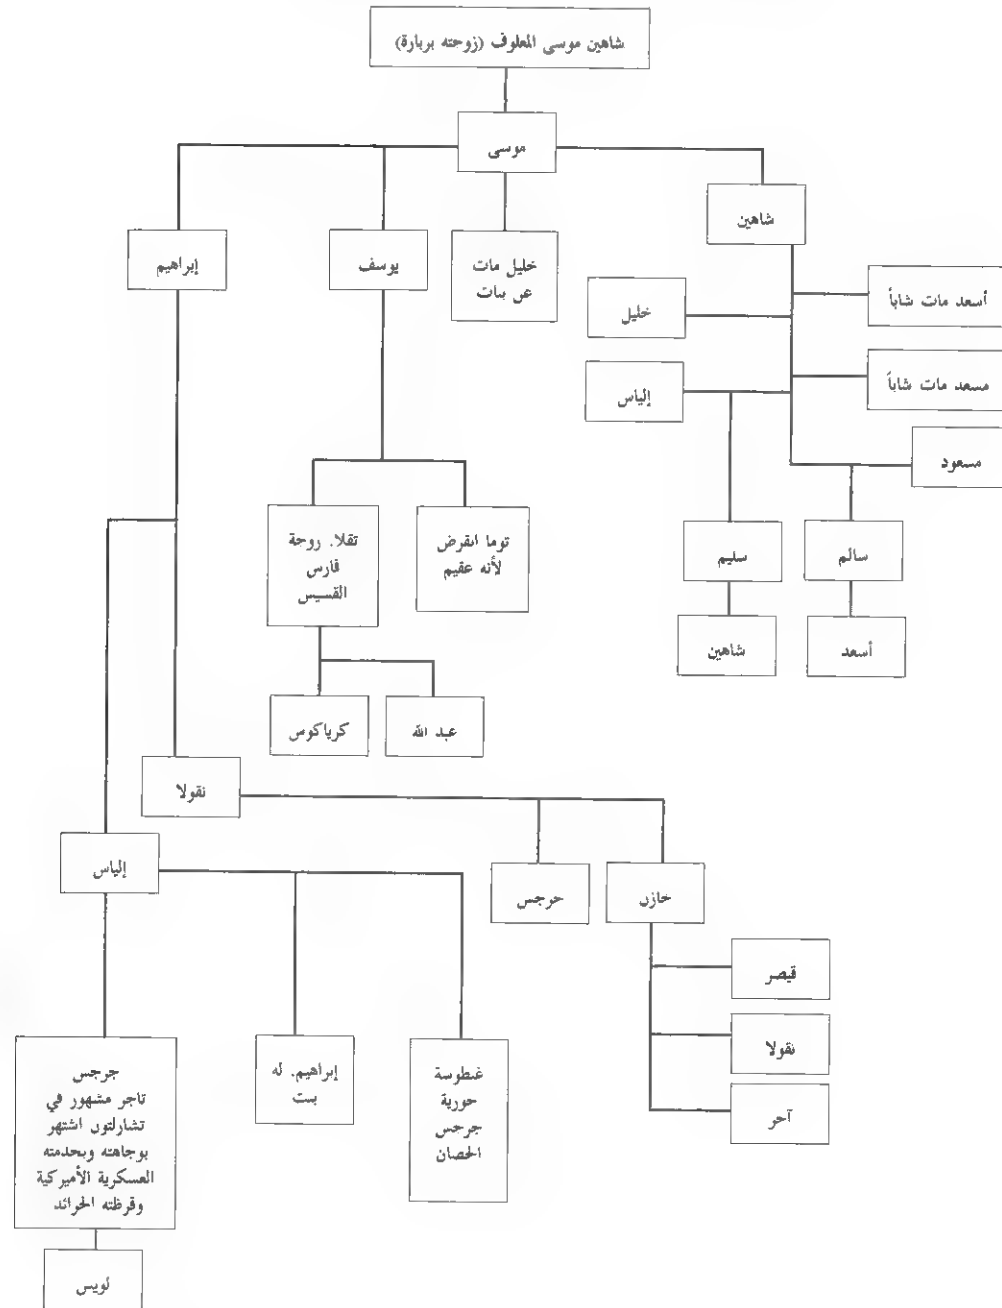 شاهين موسى المعلوف (زوجته بربارة)
موسى
شاهين
إبراهيم
يوسف
خليل مات
عن بنات
خليل
أسعد مات شاباً
إلياس
مسعد مات شاباً
مسعود
تقلا. زوجة
فارس
القسيس
توما انقرض
لأنه عقيم
سليم
سالم
شاهين
أسعد
كرياكوس
عبد الله
نقولا
إلياس
جرجس
خازن
قيصر
نقولا
آخر
جرجس
تاجر مشهور في
تشارلتون اشتهر
بوجاهته وبخدمته
العسكرية الأميركية
وقرظته الجرائد
إبراهيم. له
بنت
غنطوسة
خورية
جرجس
الحصان
لويس